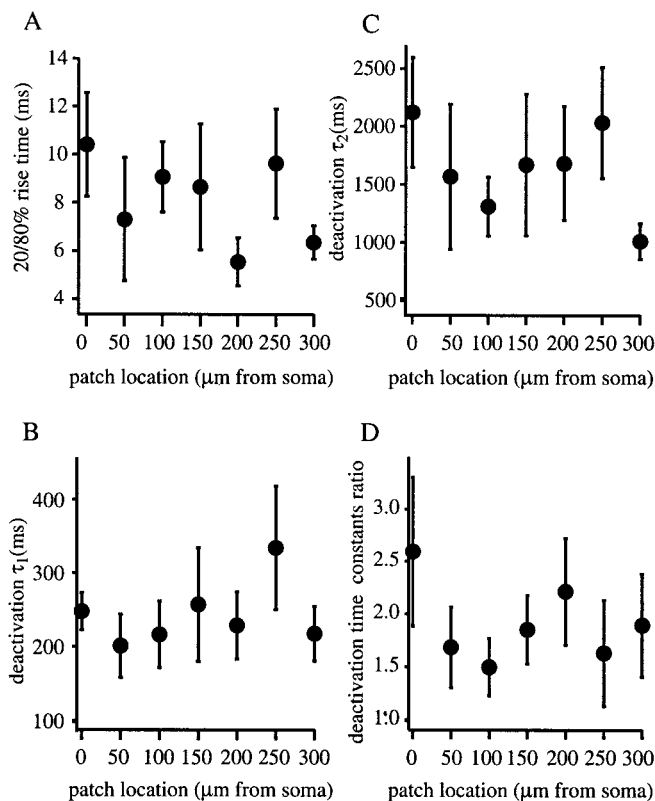 A
14
12
10
8
6
4
20/80% rise time (ms)
0 50 100 150 200 250 300
patch location (μm from soma)
C
2500
2000
1500
1000
500
deactivation τ2(ms)
0 50 100 150 200 250 300
patch location (μm from soma)
B
400
300
200
100
deactivation τ1(ms)
0 50 100 150 200 250 300
patch location (μm from soma)
D
3.0
2.5
2.0
1.5
1.0
deactivation time constants ratio
0 50 100 150 200 250 300
patch location (μm from soma)